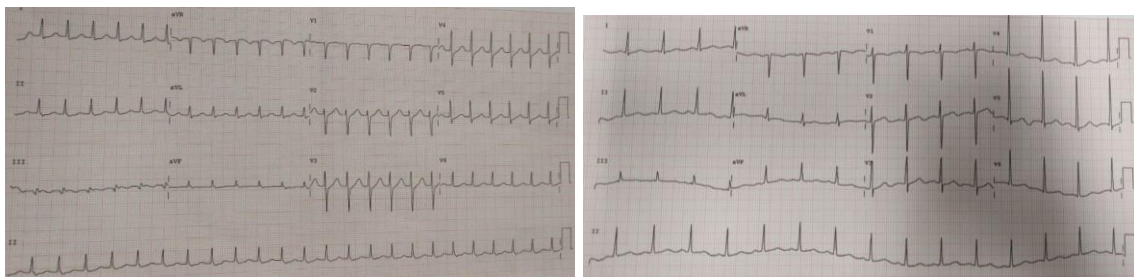 aVR V1 V4
II aVL V2 V5
III aVF V3 V6
II
I aVR V1 V4
II aVL V2 V5
III aVF V3 V6
II